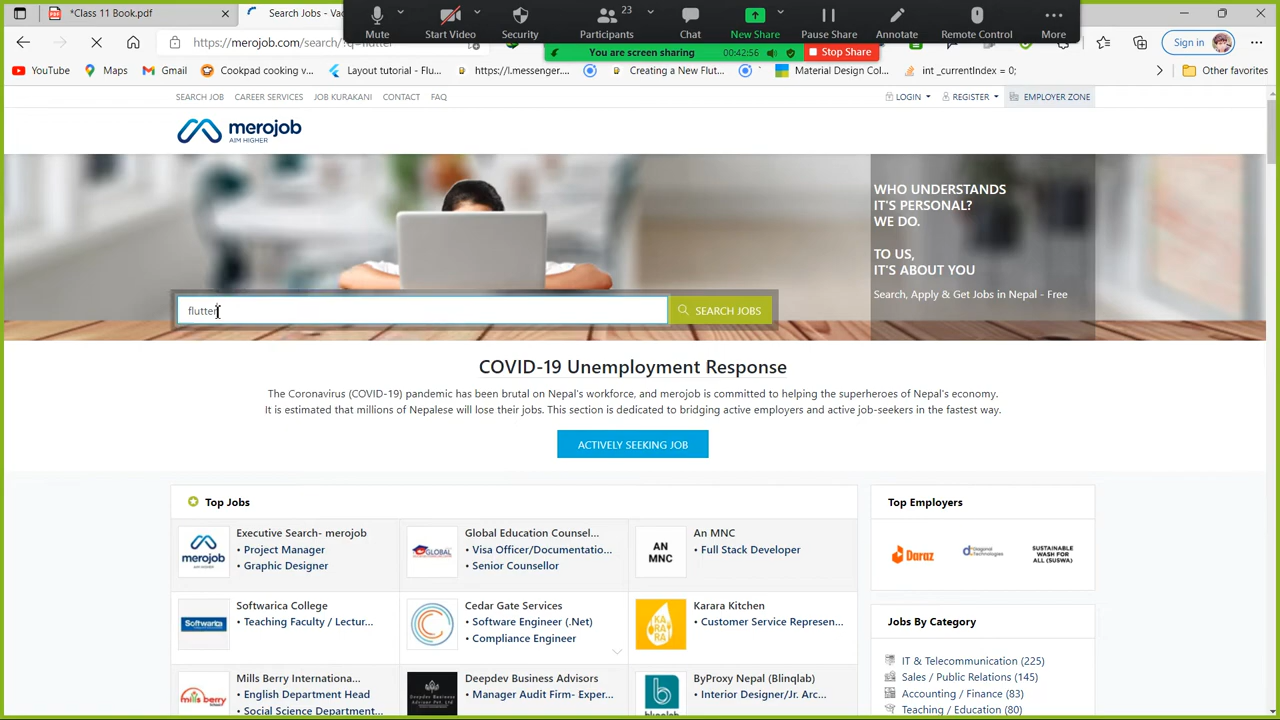 *Class 11 Book.pdf
Search Jobs - Va
https://merojob.com/search/?q=flutter
Mute
Start Video
Security
23
Participants
Chat
New Share
Pause Share
Annotate
Remote Control
More
You are screen sharing
00:42:56
Stop Share
Sign in
YouTube
Maps
Gmail
Cookpad cooking v...
Layout tutorial - Flu...
https://l.messenger...
Creating a New Flut...
Material Design Col...
int _currentIndex = 0;
Other favorites
SEARCH JOB
CAREER SERVICES
JOB KURAKANI
CONTACT
FAQ
LOGIN
REGISTER
EMPLOYER ZONE
merojob
AIM HIGHER
WHO UNDERSTANDS
IT'S PERSONAL?
WE DO.
TO US,
IT'S ABOUT YOU
Search, Apply & Get Jobs in Nepal - Free
flutter
SEARCH JOBS
COVID-19 Unemployment Response
The Coronavirus (COVID-19) pandemic has been brutal on Nepal's workforce, and merojob is committed to helping the superheroes of Nepal's economy.
It is estimated that millions of Nepalese will lose their jobs. This section is dedicated to bridging active employers and active job-seekers in the fastest way.
ACTIVELY SEEKING JOB
Top Jobs
merojob
Executive Search- merojob
• Project Manager
• Graphic Designer
GLOBAL
Global Education Counsel...
• Visa Officer/Documentatio...
• Senior Counsellor
AN
MNC
An MNC
• Full Stack Developer
Softwarica
Softwarica College
• Teaching Faculty / Lectur...
Cedar Gate Services
• Software Engineer (.Net)
• Compliance Engineer
KA
RA
RA
Karara Kitchen
• Customer Service Represen...
mills berry
Mills Berry Internationa...
• English Department Head
• Social Science Department...
Deepdev Business Advisors
• Manager Audit Firm- Exper...
ByProxy Nepal (Blinqlab)
• Interior Designer/Jr. Arc...
Top Employers
Daraz
Diagonal
Technologies
SUSTAINABLE
WASH FOR
ALL (SUSWA)
Jobs By Category
IT & Telecommunication (225)
Sales / Public Relations (145)
Accounting / Finance (83)
Teaching / Education (80)